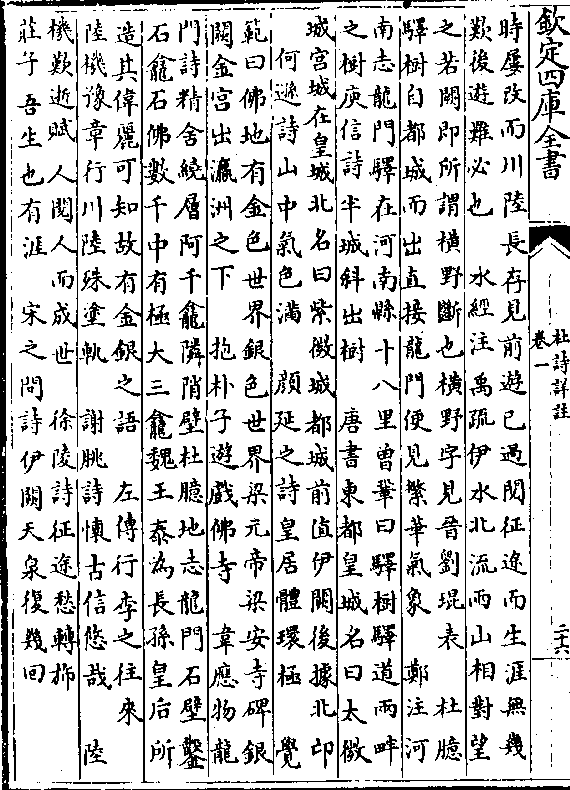 欽定四庫全書
杜詩詳註
卷一
二十六
時屢改而川陸長存見前遊已過閱征途而生涯無幾
歎後遊難必也　水經注禹疏伊水北流兩山相對望
之若闕即所謂橫野斷也橫野字見晉劉琨表　杜臆
驛樹自都城而出直接龍門便見繁華氣象　鄭注河
南志龍門驛在河南縣十八里曾鞏曰驛樹驛道兩畔
之樹庾信詩半城斜出樹　唐書東都皇城名曰太微
城宮城在皇城北名曰紫微城都城前值伊闕後據北邙
何遜詩山中氣色滿　顔延之詩皇居體環極　覺
範曰佛地有金色世界銀色世界梁元帝梁安寺碑銀
闕金宮出瀛洲之下　抱朴子遊戲佛寺　韋應物龍
門詩精舍繞層阿千龕隣峭壁杜臆地志龍門石壁鑿
石龕石佛數千中有極大三龕魏王泰為長孫皇后所
造其偉麗可知故有金銀之語　左傳行李之往來
陸機豫章行川陸殊塗軌　謝朓詩懐古信悠哉　陸
機歎逝賦人閱人而成世　徐陵詩征途愁轉旆
莊子吾生也有涯　宋之問詩伊闕天泉復幾回